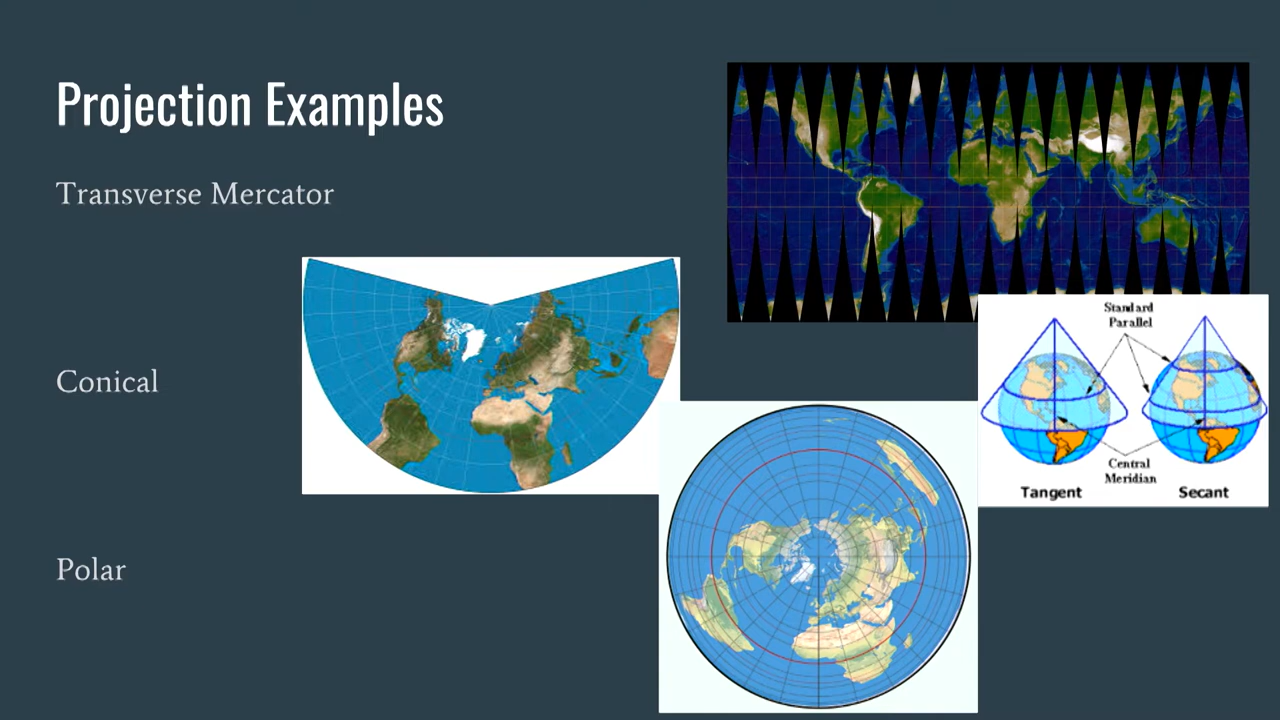 Projection Examples
Transverse Mercator
Conical
Polar
Standard
Parallel
Central
Meridian
Tangent
Secant